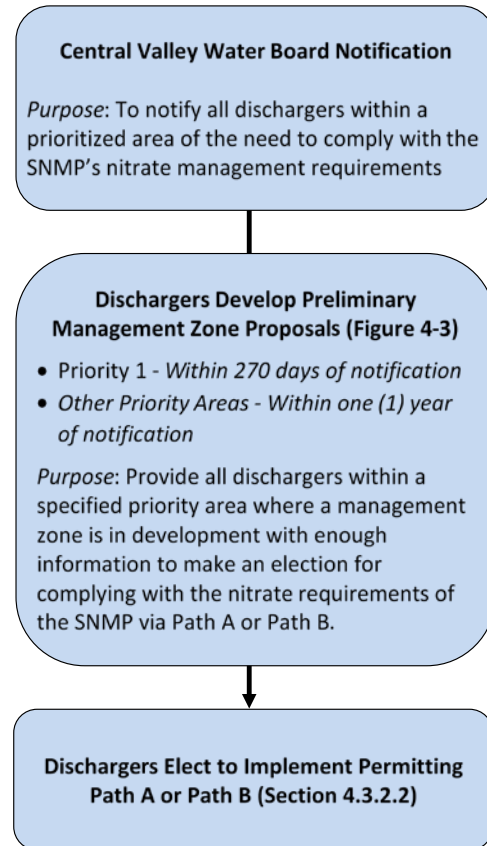 Central Valley Water Board Notification
Purpose: To notify all dischargers within a
prioritized area of the need to comply with the
SNMP's nitrate management requirements
Dischargers Develop Preliminary
Management Zone Proposals (Figure 4-3)
• Priority 1 - Within 270 days of notification
• Other Priority Areas - Within one (1) year
of notification
Purpose: Provide all dischargers within a
specified priority area where a management
zone is in development with enough
information to make an election for
complying with the nitrate requirements of
the SNMP via Path A or Path B.
Dischargers Elect to Implement Permitting
Path A or Path B (Section 4.3.2.2)